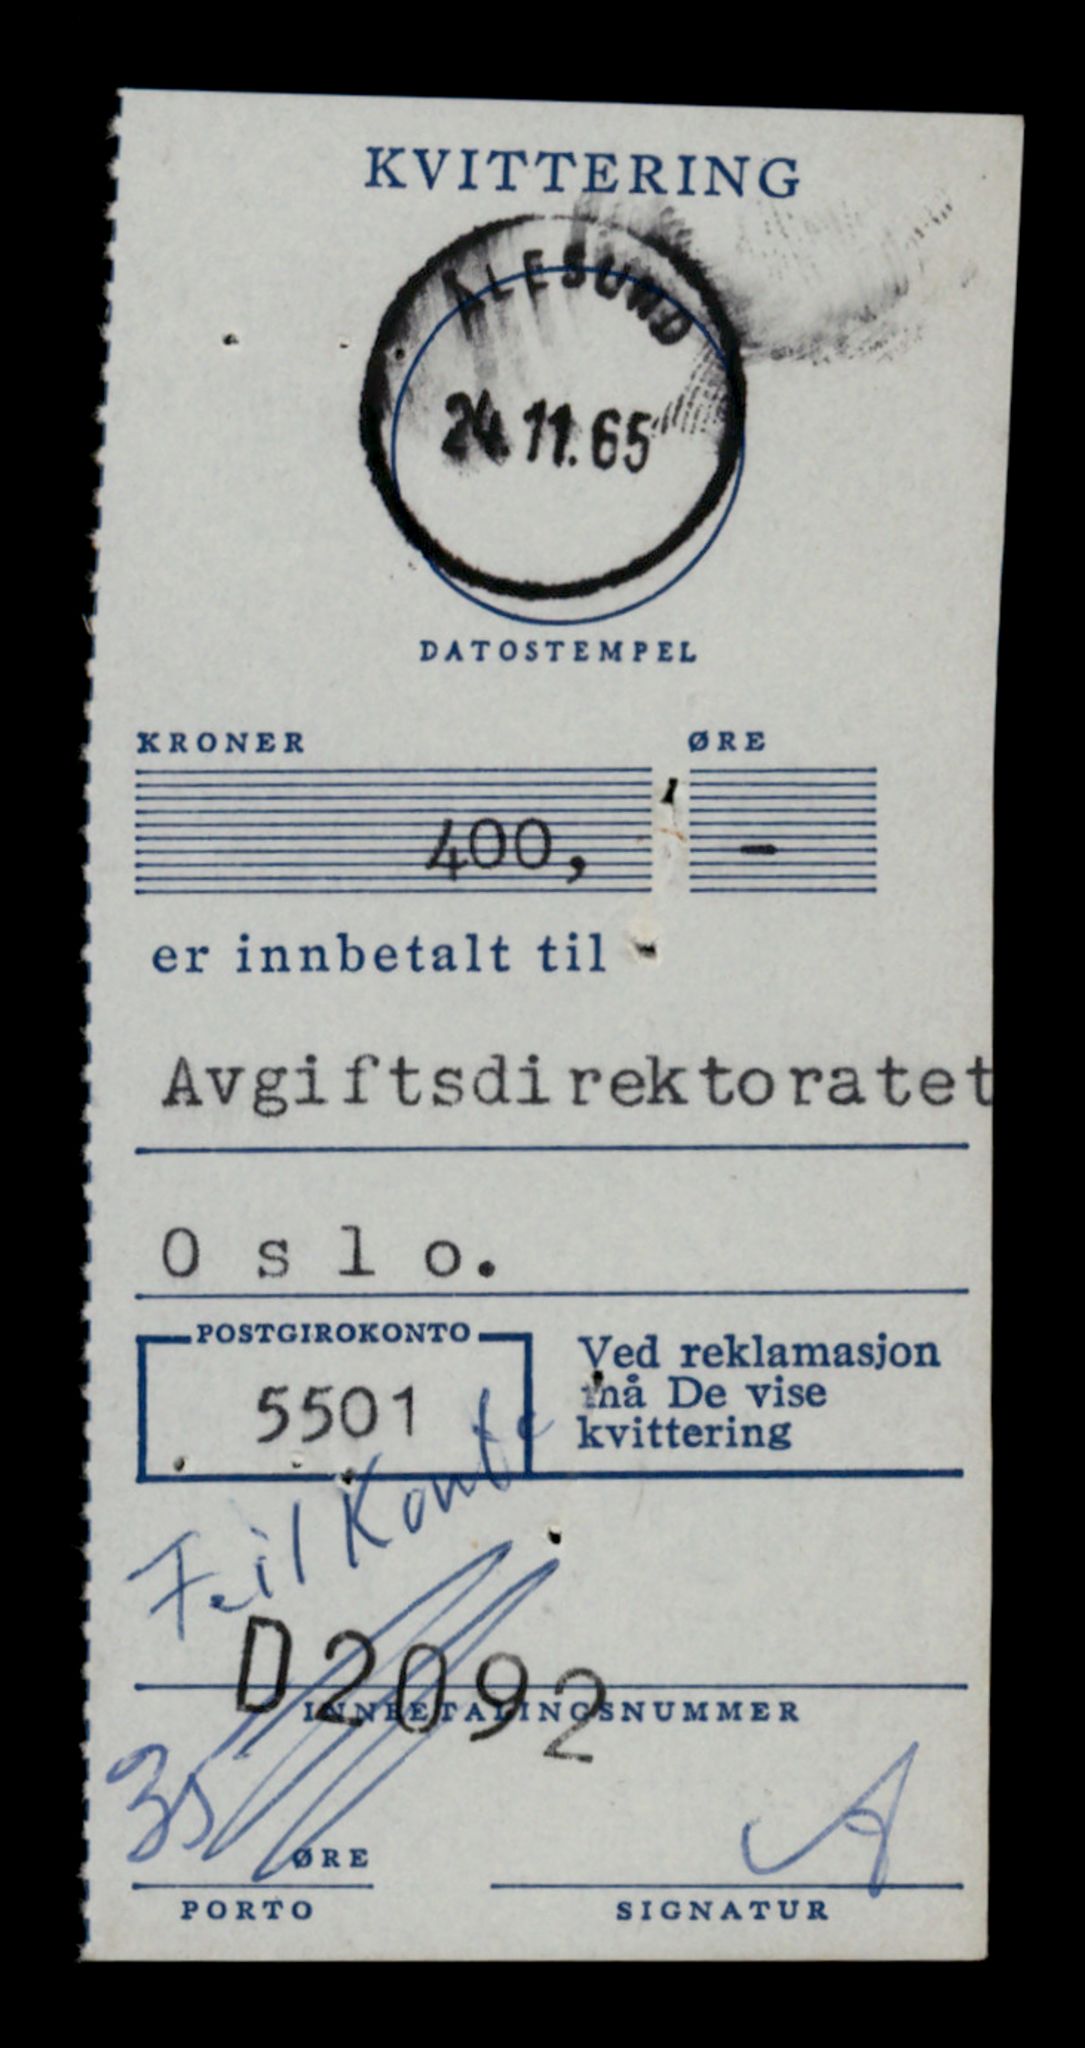 KVITTERING
ÅLESUND
24.11.65
DATOSTEMPEL
KRONER ØRE
400, -
er innbetalt til
Avgiftsdirektoratet
O s l o.
POSTGIROKONTO
5501
Ved reklamasjon
må De vise
kvittering
Feil Konto
D2092
INNBETALINGSNUMMER
35
ØRE
PORTO
SIGNATUR